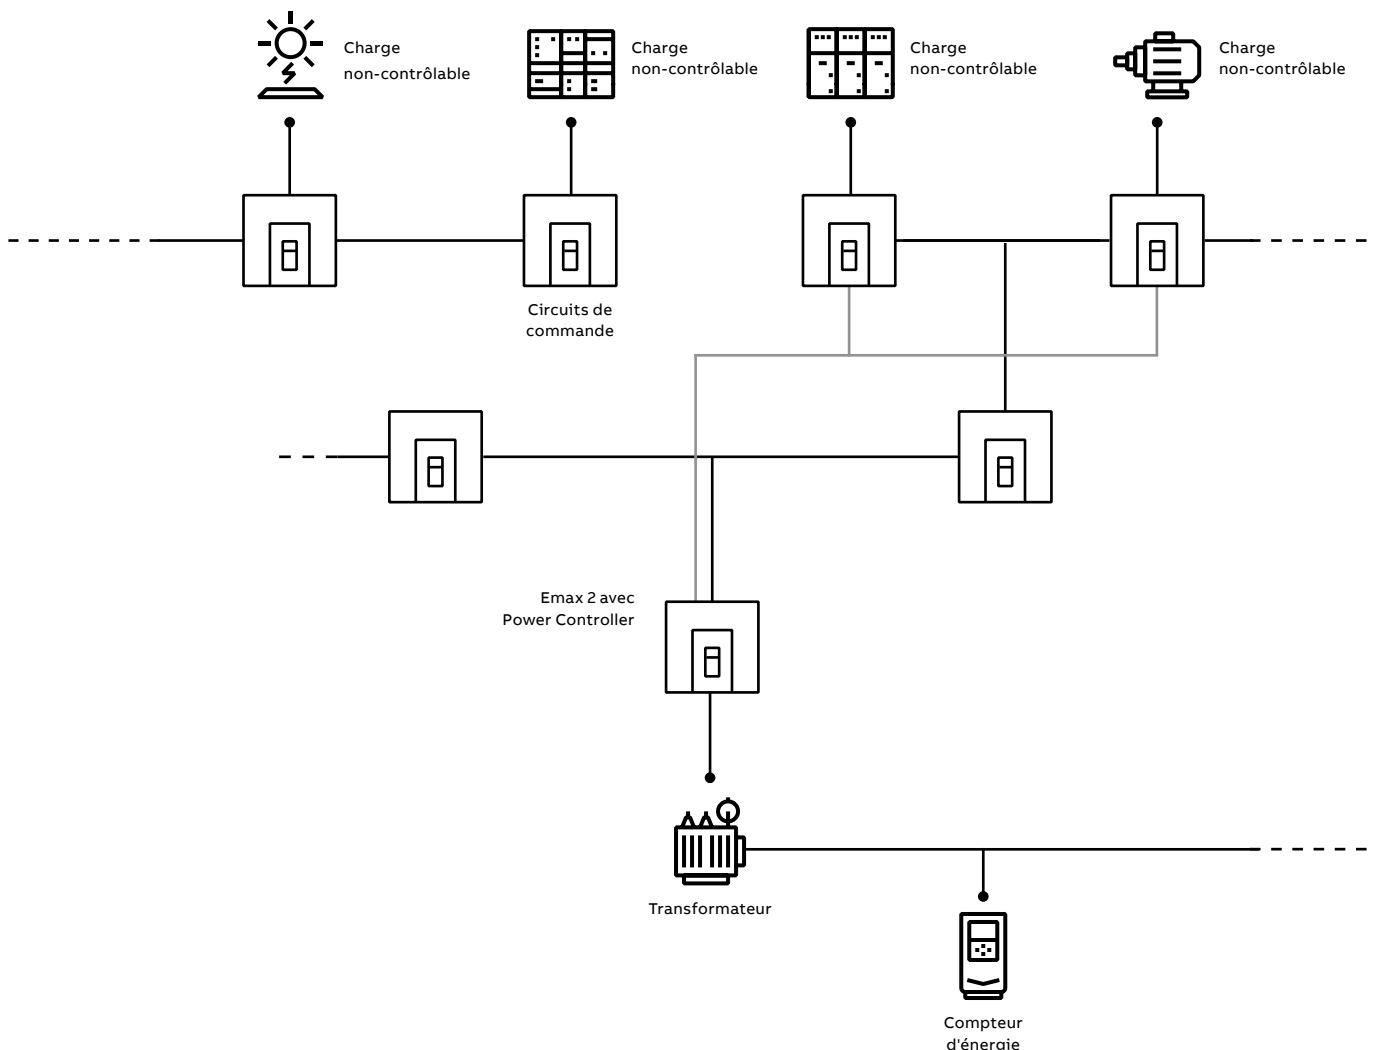 Charge
non-contrôlable
Charge
non-contrôlable
Charge
non-contrôlable
Charge
non-contrôlable
Circuits de
commande
Emax 2 avec
Power Controller
Transformateur
Compteur
d'énergie